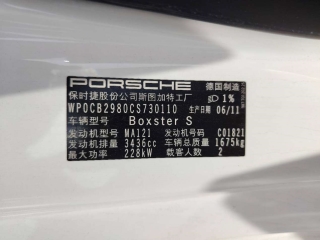 PORSCHE 德国制造
保时捷股份公司斯图加特工厂 1%
WP0CB2980CS730110 生产日期 06/11
车辆型号 Boxster S
发动机型号 MA121 发动机号码 C01821
发动机排量 3436cc 车辆总质量 1675kg
最大功率 228kW 载客人数 2